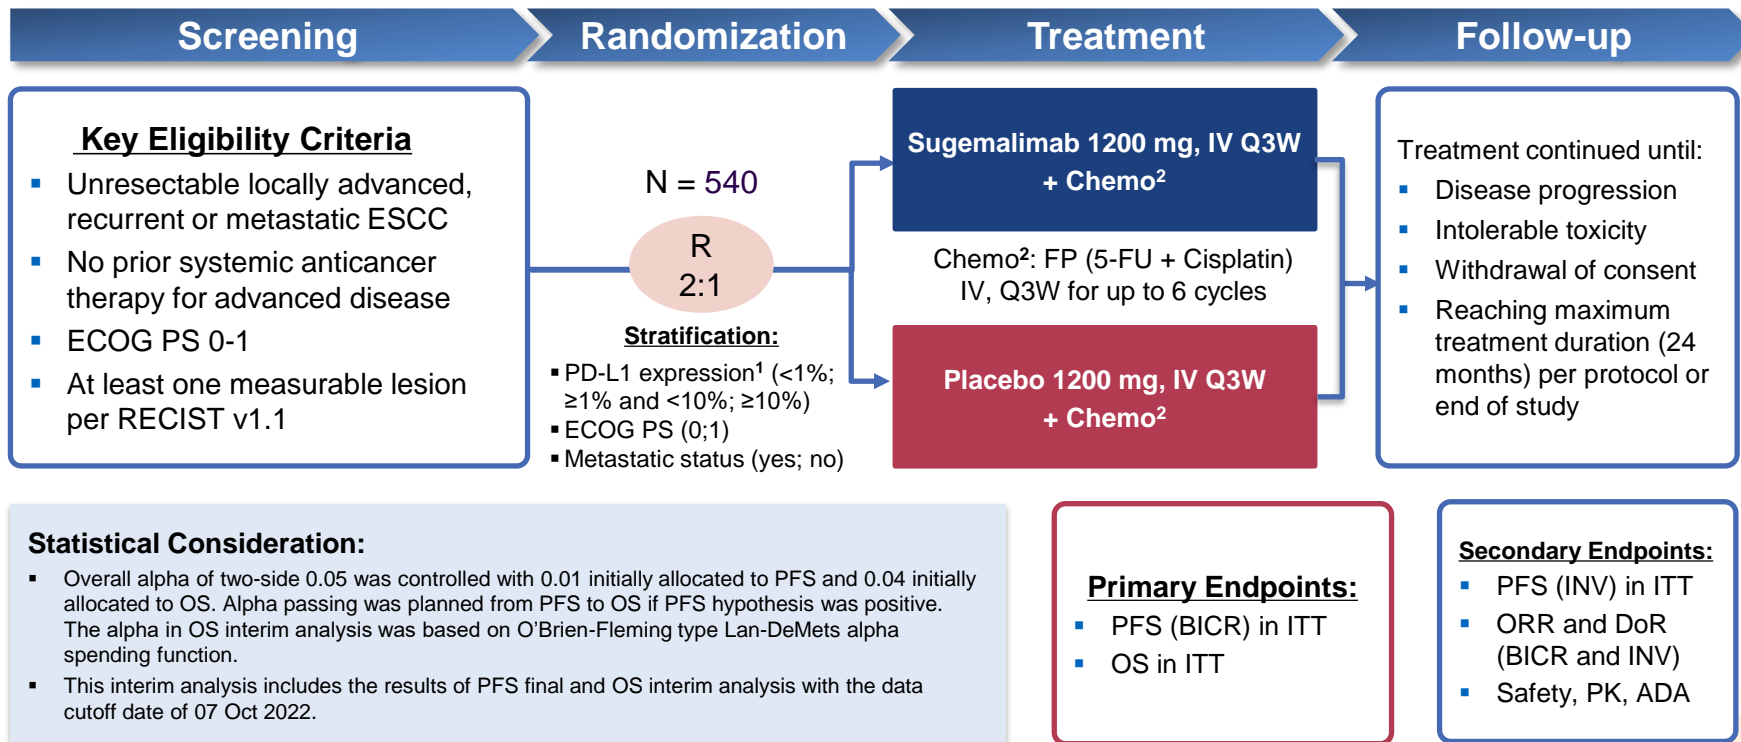 Screening
Randomization
Treatment
Follow-up
Key Eligibility Criteria
▪ Unresectable locally advanced,
recurrent or metastatic ESCC
▪ No prior systemic anticancer
therapy for advanced disease
▪ ECOG PS 0-1
▪ At least one measurable lesion
per RECIST v1.1
N = 540
R
2:1
Stratification:
▪ PD-L1 expression¹ (<1%;
≥1% and <10%; ≥10%)
▪ ECOG PS (0;1)
▪ Metastatic status (yes; no)
Sugemalimab 1200 mg, IV Q3W
+ Chemo²
Chemo²: FP (5-FU + Cisplatin)
IV, Q3W for up to 6 cycles
Placebo 1200 mg, IV Q3W
+ Chemo²
Treatment continued until:
▪ Disease progression
▪ Intolerable toxicity
▪ Withdrawal of consent
▪ Reaching maximum
treatment duration (24
months) per protocol or
end of study
Statistical Consideration:
▪ Overall alpha of two-side 0.05 was controlled with 0.01 initially allocated to PFS and 0.04 initially
allocated to OS. Alpha passing was planned from PFS to OS if PFS hypothesis was positive.
The alpha in OS interim analysis was based on O’Brien-Fleming type Lan-DeMets alpha
spending function.
▪ This interim analysis includes the results of PFS final and OS interim analysis with the data
cutoff date of 07 Oct 2022.
Primary Endpoints:
▪ PFS (BICR) in ITT
▪ OS in ITT
Secondary Endpoints:
▪ PFS (INV) in ITT
▪ ORR and DoR
(BICR and INV)
▪ Safety, PK, ADA